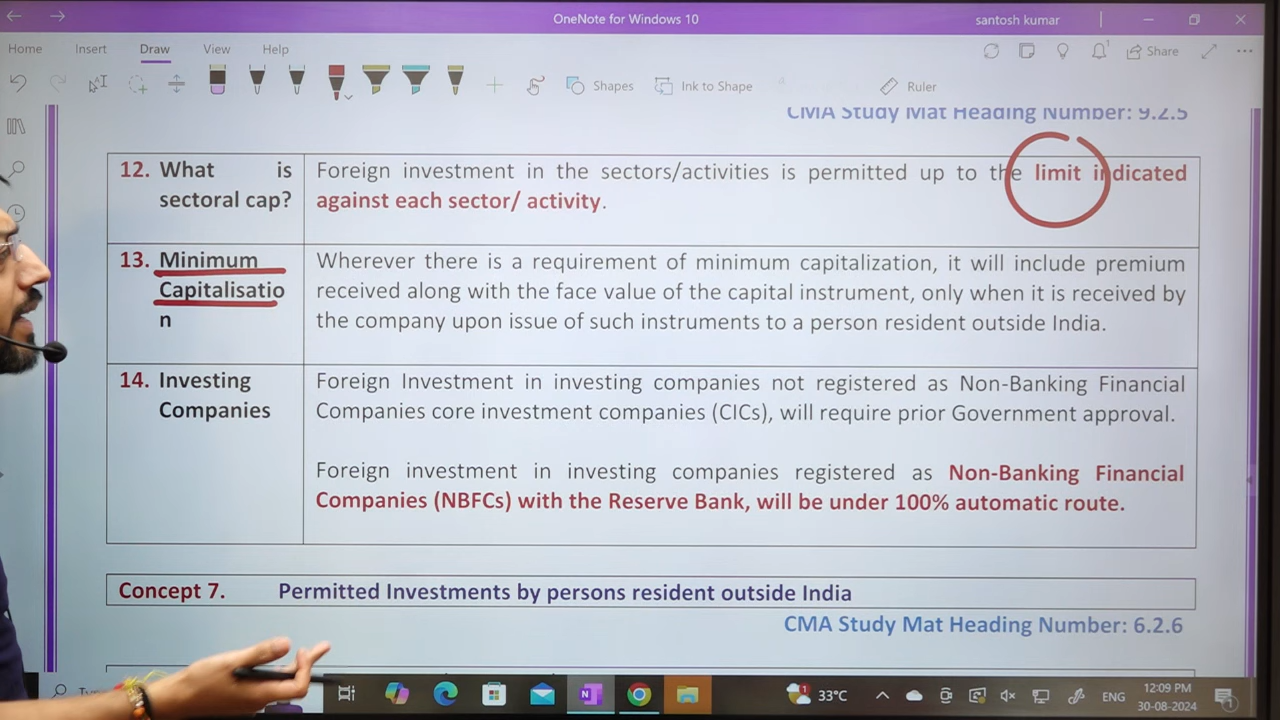 OneNote for Windows 10
santosh kumar
Home Insert Draw View Help
Share
Shapes
Ink to Shape
Ruler
CMA Study Mat Heading Number: 9.2.5
12. What is
sectoral cap?
Foreign investment in the sectors/activities is permitted up to the limit indicated
against each sector/ activity.
13. Minimum
Capitalisatio
n
Wherever there is a requirement of minimum capitalization, it will include premium
received along with the face value of the capital instrument, only when it is received by
the company upon issue of such instruments to a person resident outside India.
14. Investing
Companies
Foreign Investment in investing companies not registered as Non-Banking Financial
Companies core investment companies (CICs), will require prior Government approval.
Foreign investment in investing companies registered as Non-Banking Financial
Companies (NBFCs) with the Reserve Bank, will be under 100% automatic route.
Concept 7. Permitted Investments by persons resident outside India
CMA Study Mat Heading Number: 6.2.6
33°C
ENG
12:09 PM
30-08-2024